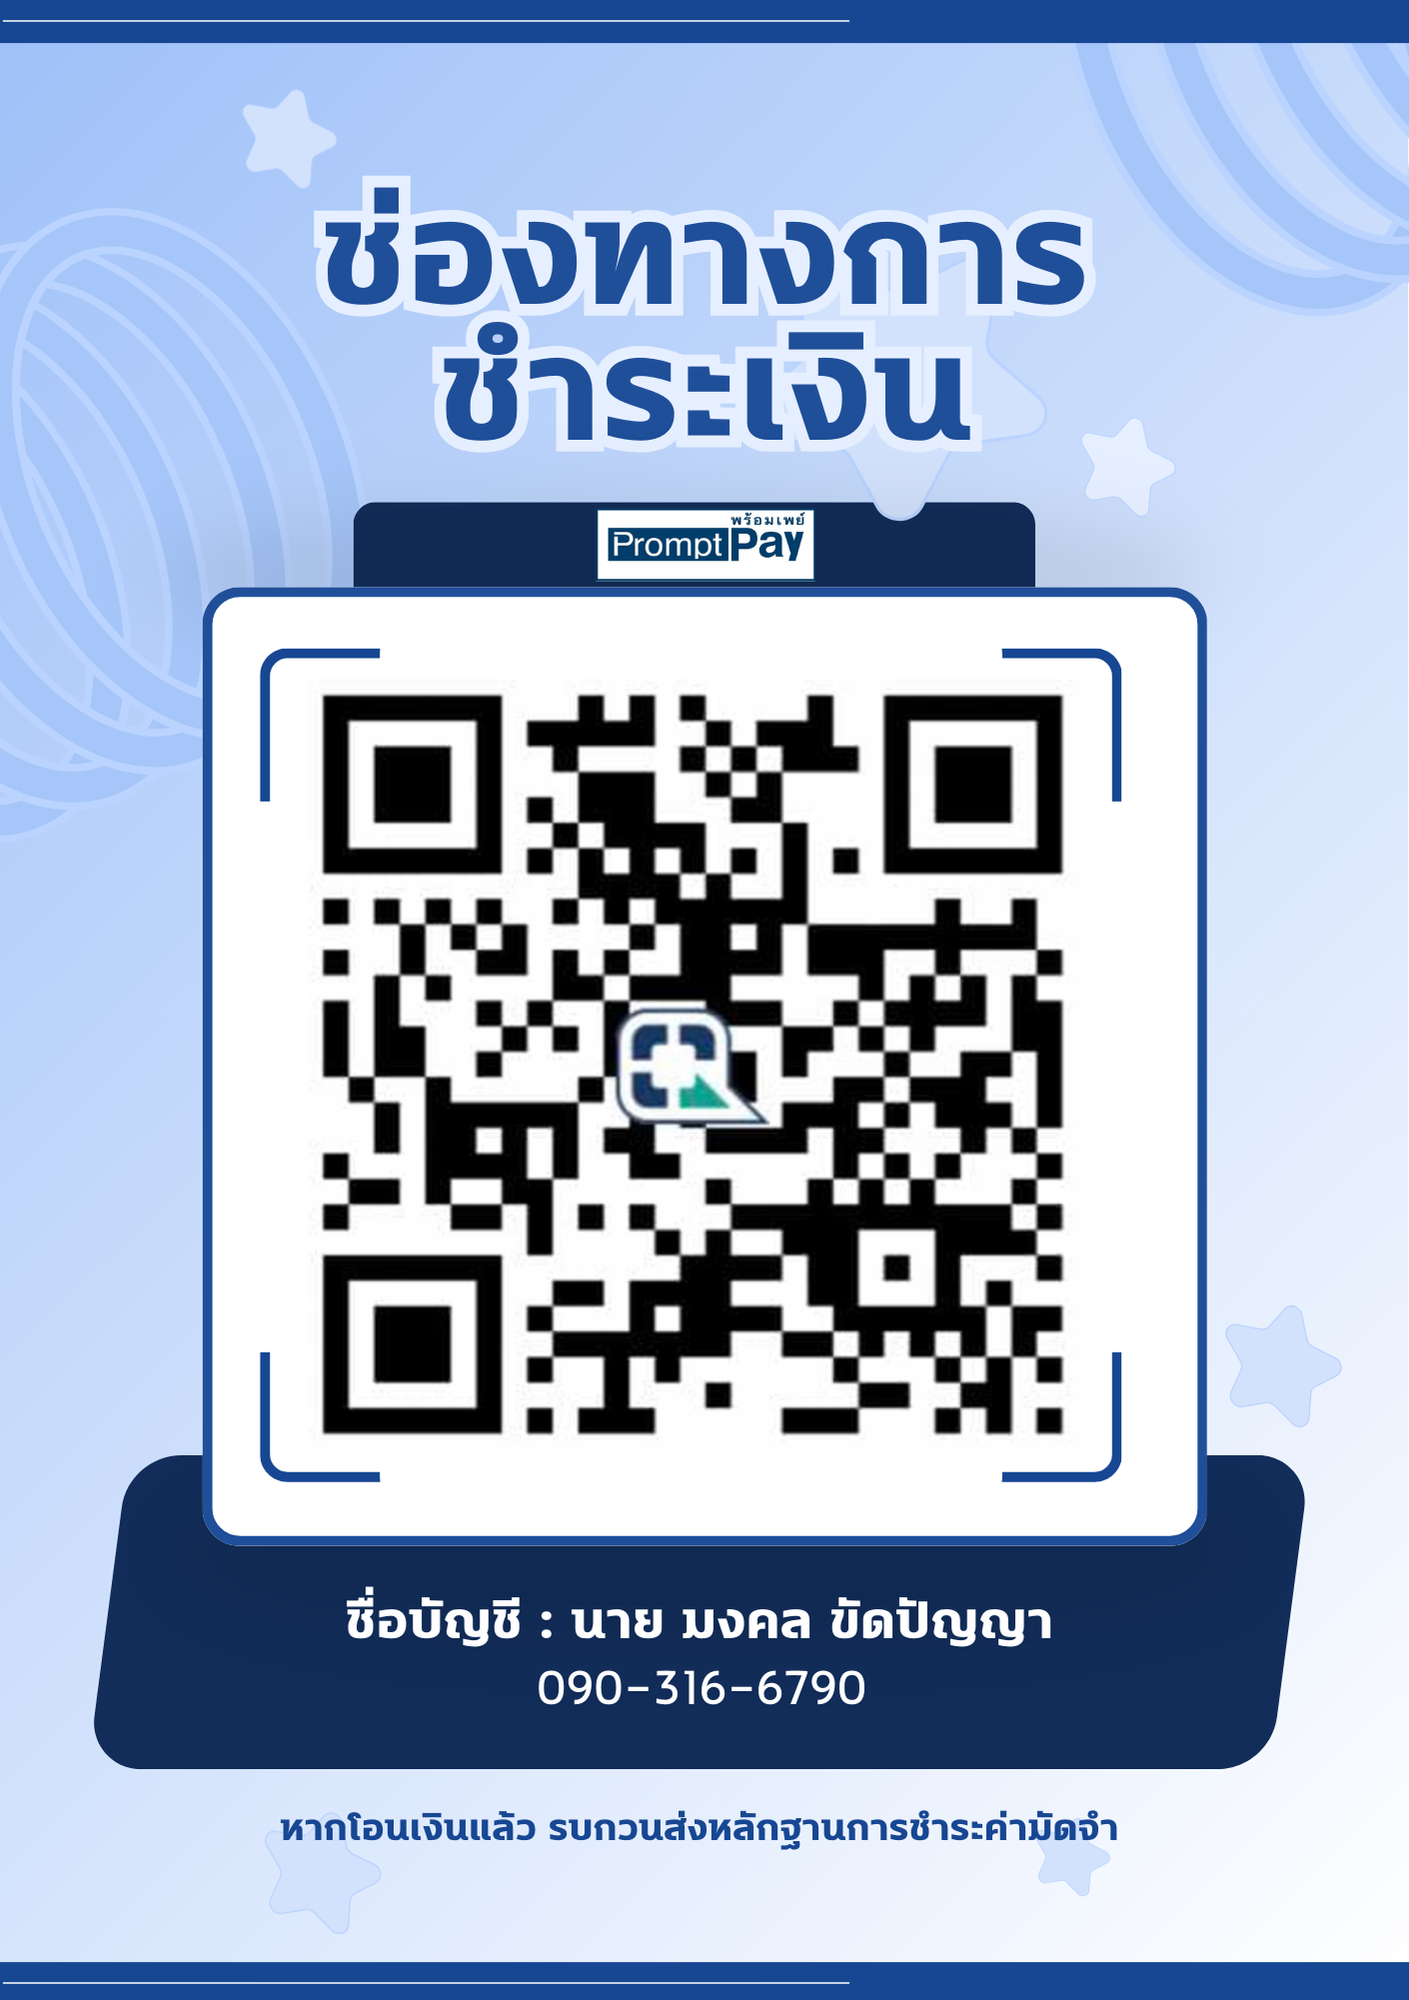 ช่องทางการ
ชำระเงิน
พร้อมเพย์
PromptPay
ชื่อบัญชี : นาย มงคล ขัดปัญญา
090-316-6790
หากโอนเงินแล้ว รบกวนส่งหลักฐานการชำระค่ามัดจำ